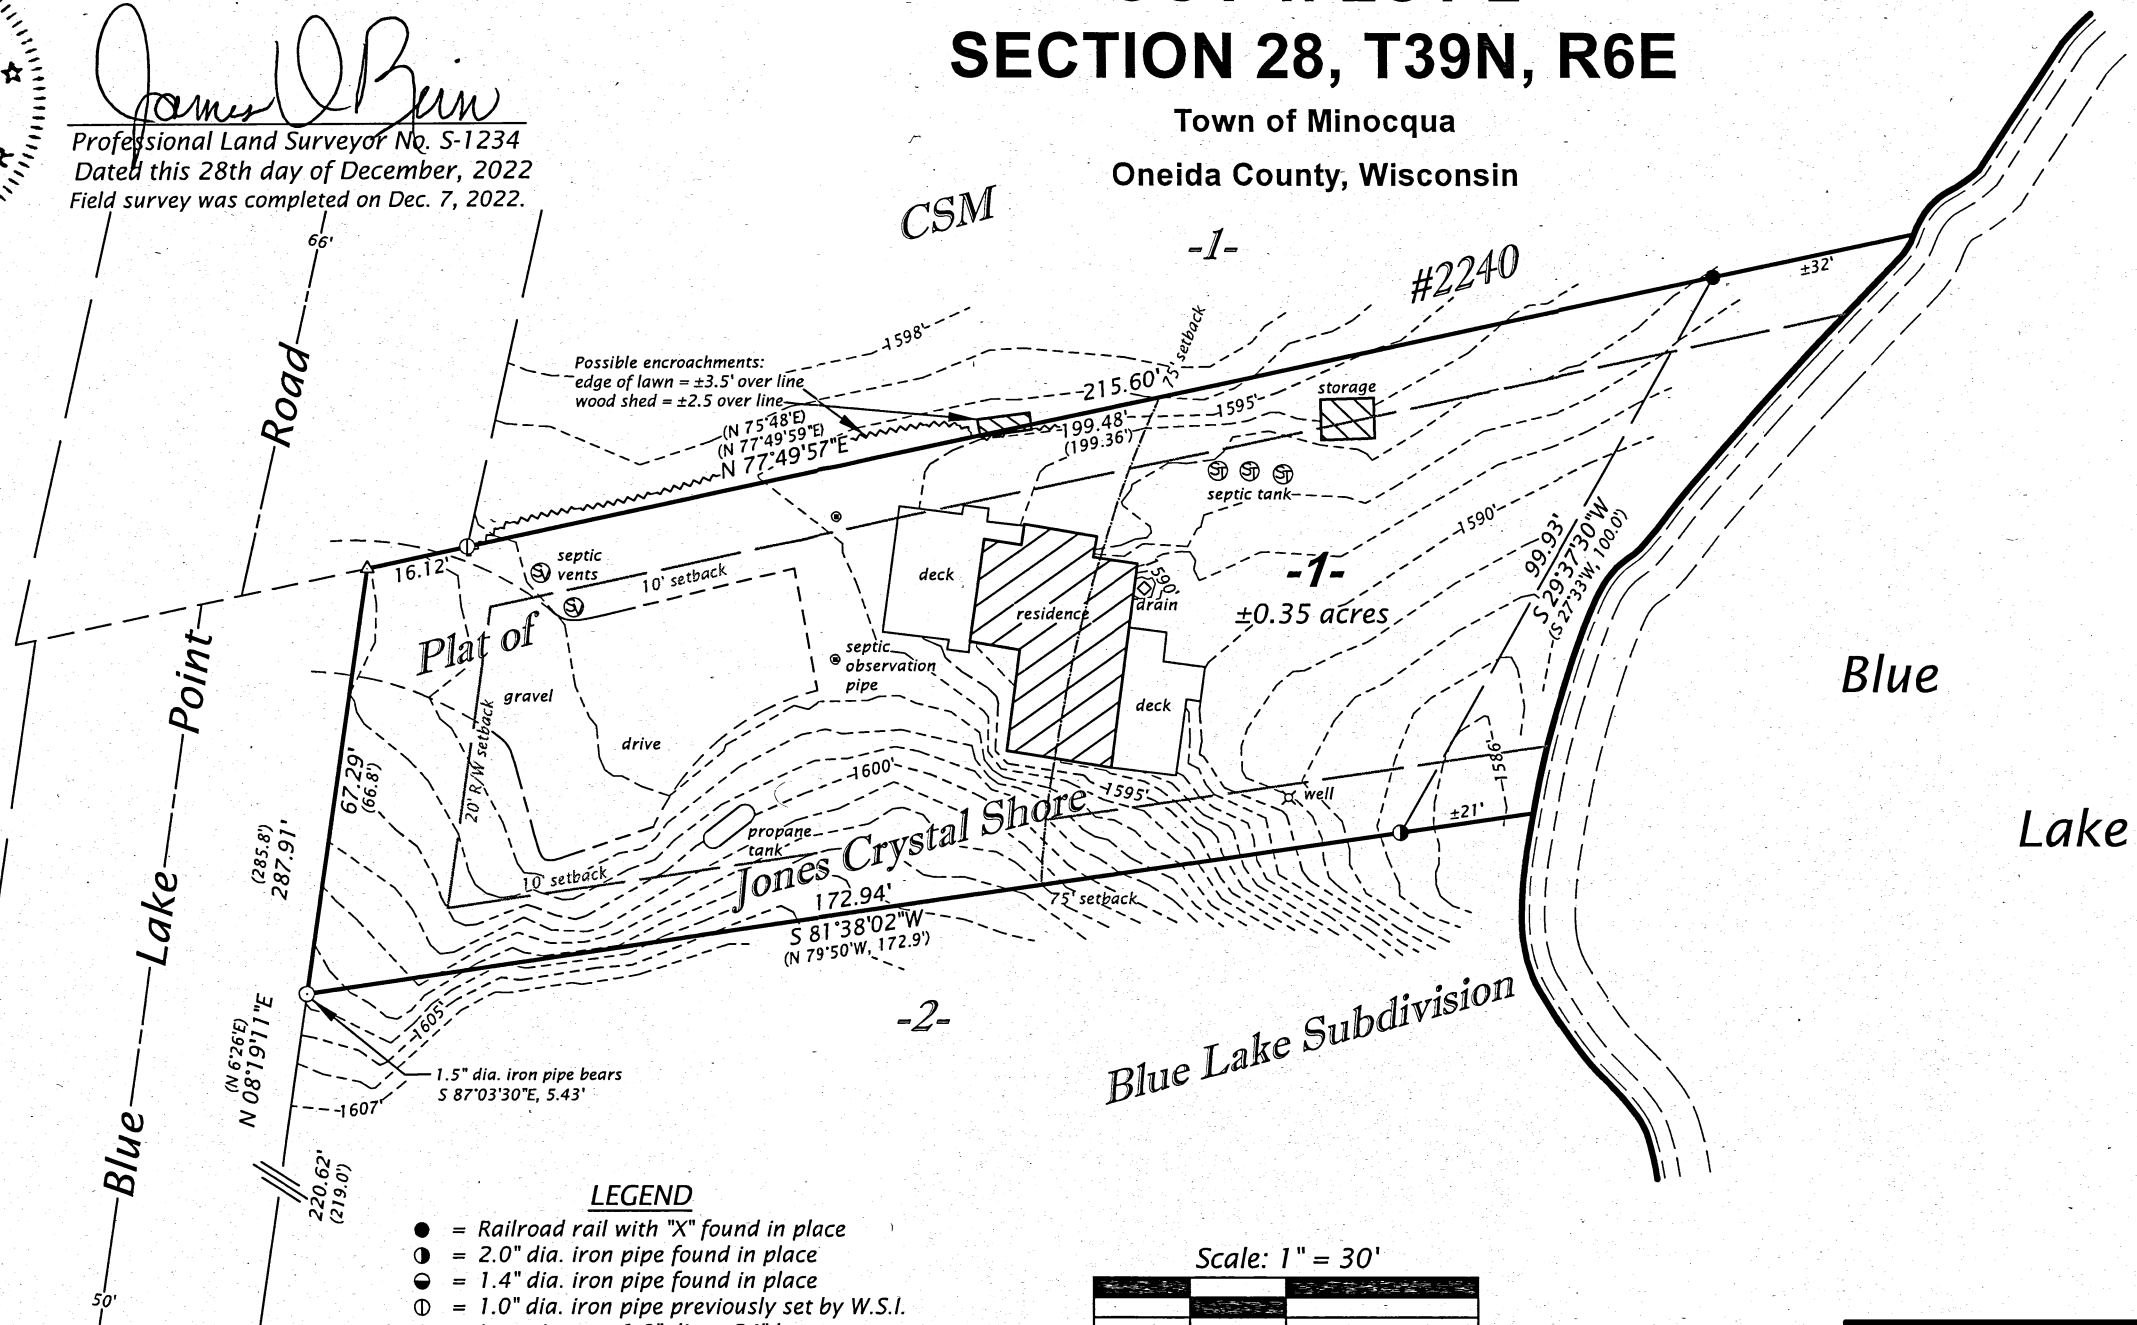 SECTION 28, T39N, R6E
Town of Minocqua
Oneida County, Wisconsin
Professional Land Surveyor No. S-1234
Dated this 28th day of December, 2022
Field survey was completed on Dec. 7, 2022.
66'
CSM
-1-
#2240
±32'
Road
1598'
75' setback
Possible encroachments:
edge of lawn = ±3.5' over line
wood shed = ±2.5 over line
215.60'
storage
1595'
199.48'
(199.36')
(N 75°48'E)
(N 77°49'59"E)
N 77°49'57"E
ST ST ST
septic tank
1590'
16.12'
septic
vents
SV
SV
10' setback
deck
residence
590'
drain
-1-
±0.35 acres
99.93'
S 29°37'30"W
(S 27°33'W, 100.0')
Plat of
septic
observation
pipe
Blue
Point
gravel
20' R/W setback
drive
deck
67.29'
(66.8')
1600'
1595'
well
1586'
±21'
propane
tank
Jones Crystal Shore
Lake
(285.8')
287.91'
10' setback
172.94'
75' setback
S 81°38'02"W
(N 79°50'W, 172.9')
Lake
-2-
Blue Lake Subdivision
1605'
(N 6°26'E)
N 08°19'11"E
1.5" dia. iron pipe bears
S 87°03'30"E, 5.43'
1607'
Blue
220.62'
(219.0')
50'
LEGEND
= Railroad rail with "X" found in place
= 2.0" dia. iron pipe found in place
= 1.4" dia. iron pipe found in place
= 1.0" dia. iron pipe previously set by W.S.I.
Scale: 1" = 30'